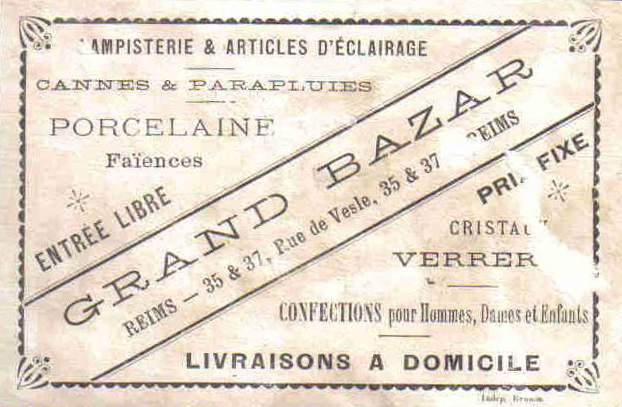 LAMPISTERIE & ARTICLES D'ÉCLAIRAGE
CANNES & PARAPLUIES
PORCELAINE
Faïences
ENTRÉE LIBRE
GRAND BAZAR
REIMS — 35 & 37, Rue de Vesle, 35 & 37 REIMS
PRIX FIXE
CRISTAUX
VERRER
CONFECTIONS pour Hommes, Dames et Enfants
LIVRAISONS A DOMICILE